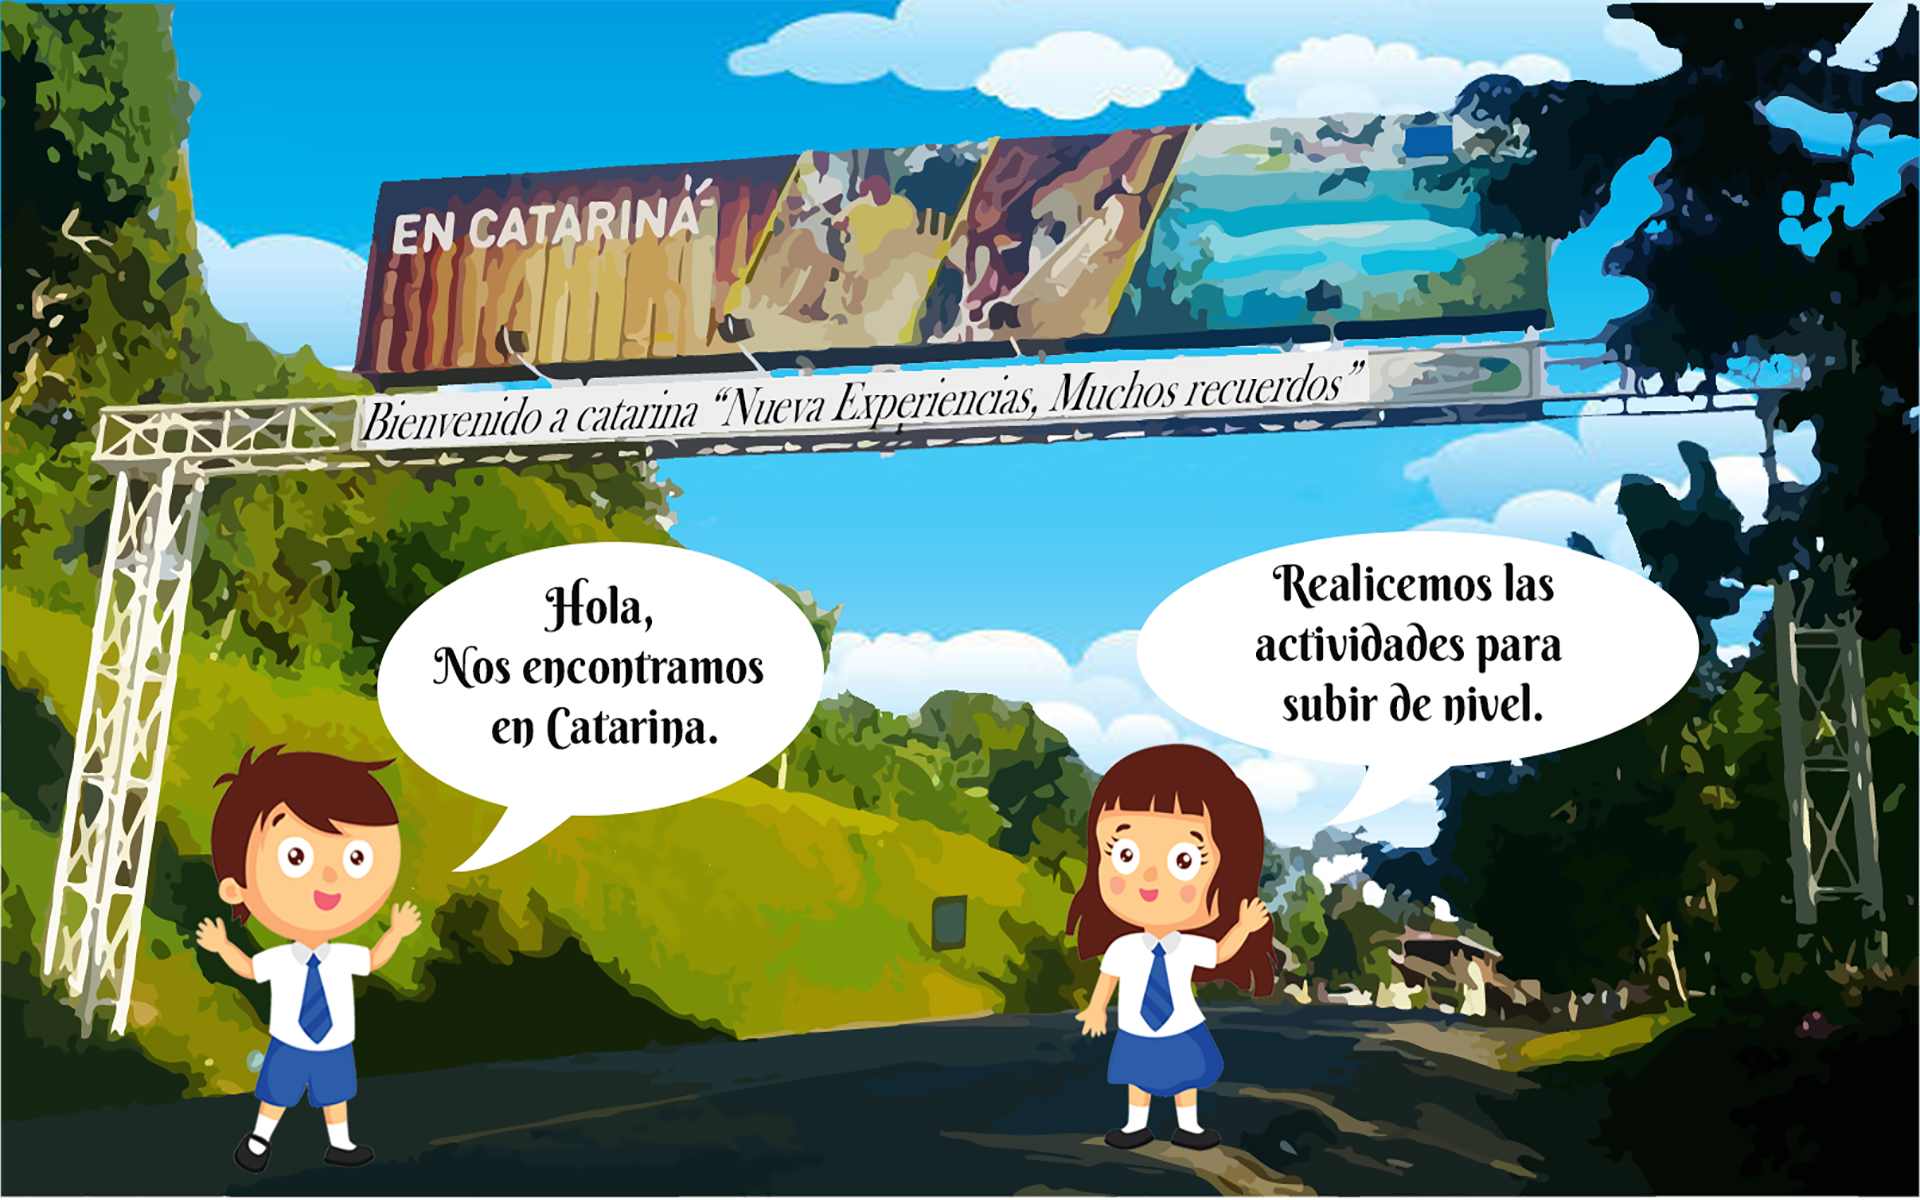 EN CATARINA
Bienvenido a catarina “Nueva Experiencias, Muchos recuerdos”
Hola,
Nos encontramos
en Catarina.
Realicemos las
actividades para
subir de nivel.